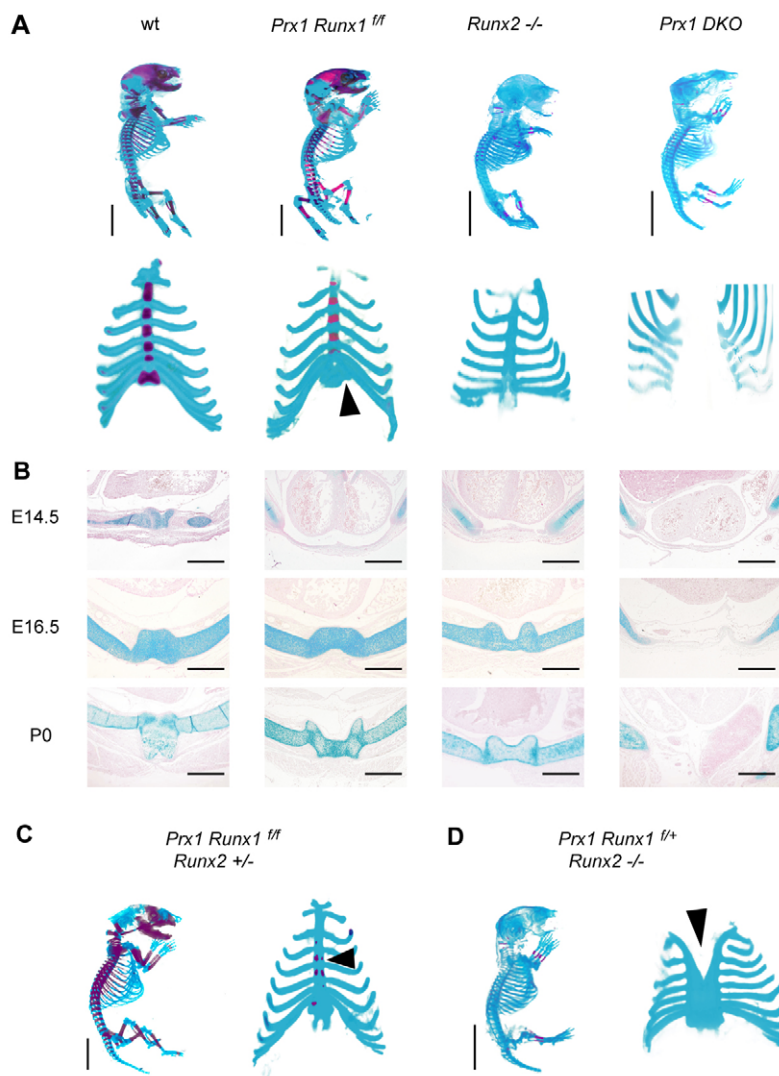 A
wt
Prx1 Runx1 f/f
Runx2 -/-
Prx1 DKO
B
E14.5
E16.5
P0
C
Prx1 Runx1 f/f
Runx2 +/-
D
Prx1 Runx1 f/+
Runx2 -/-